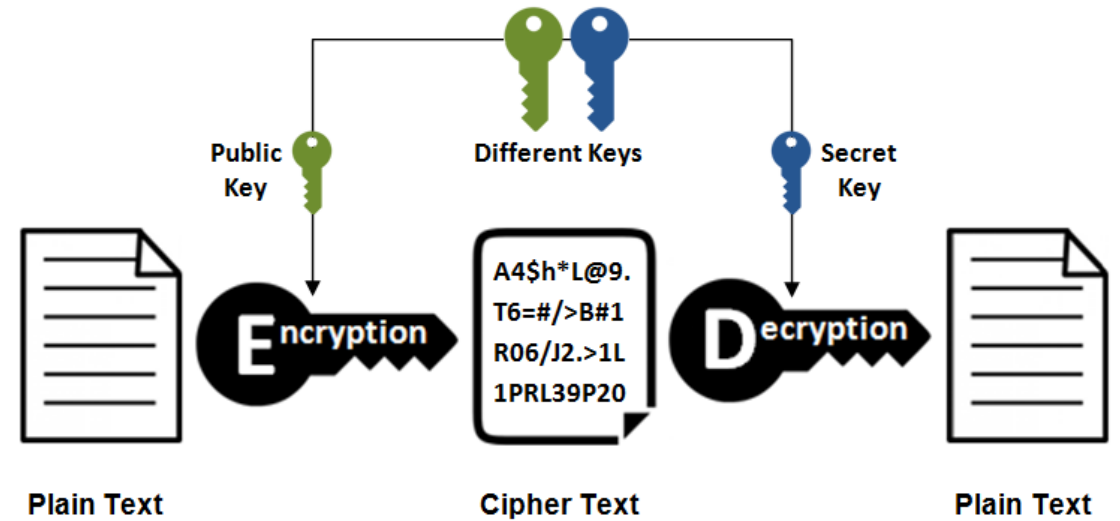 Different Keys
Public
Key
Secret
Key
Encryption
A4$h*L@9.
T6=#/>B#1
R06/J2.>1L
1PRL39P20
Decryption
Plain Text
Cipher Text
Plain Text